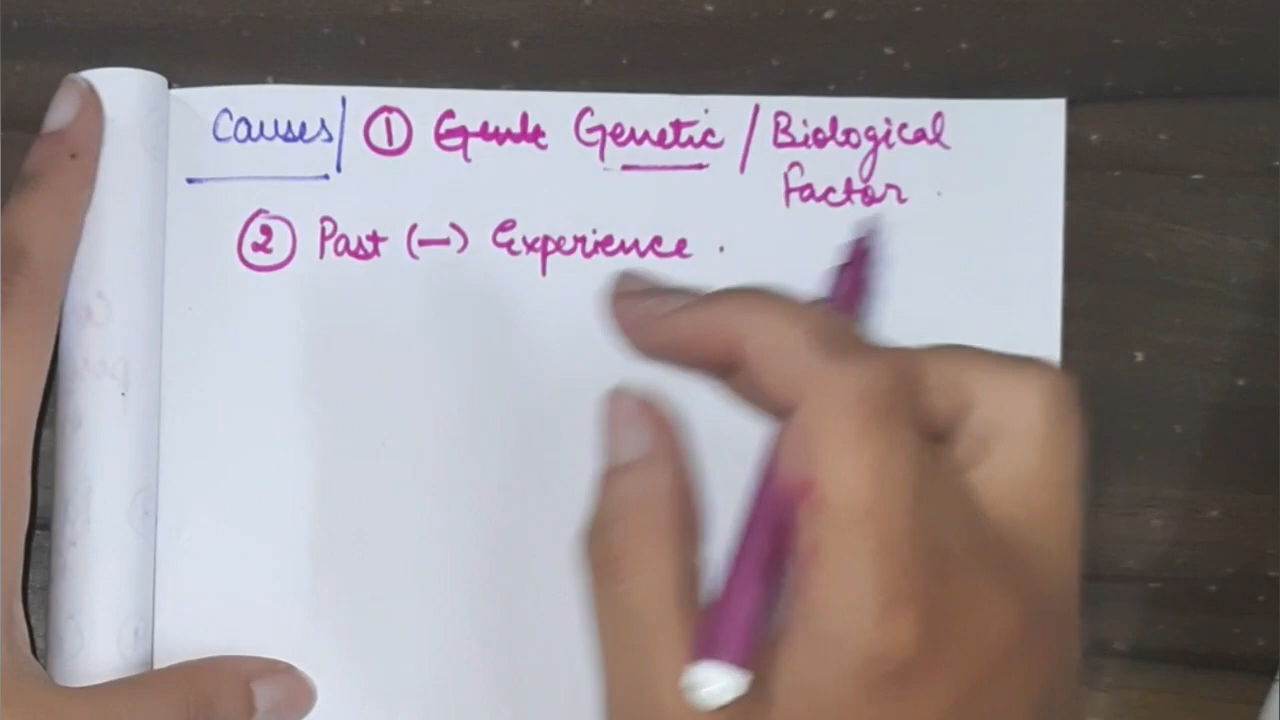 Causes/ ① Genetic / Biological
Factor
② Past (-) Experience .